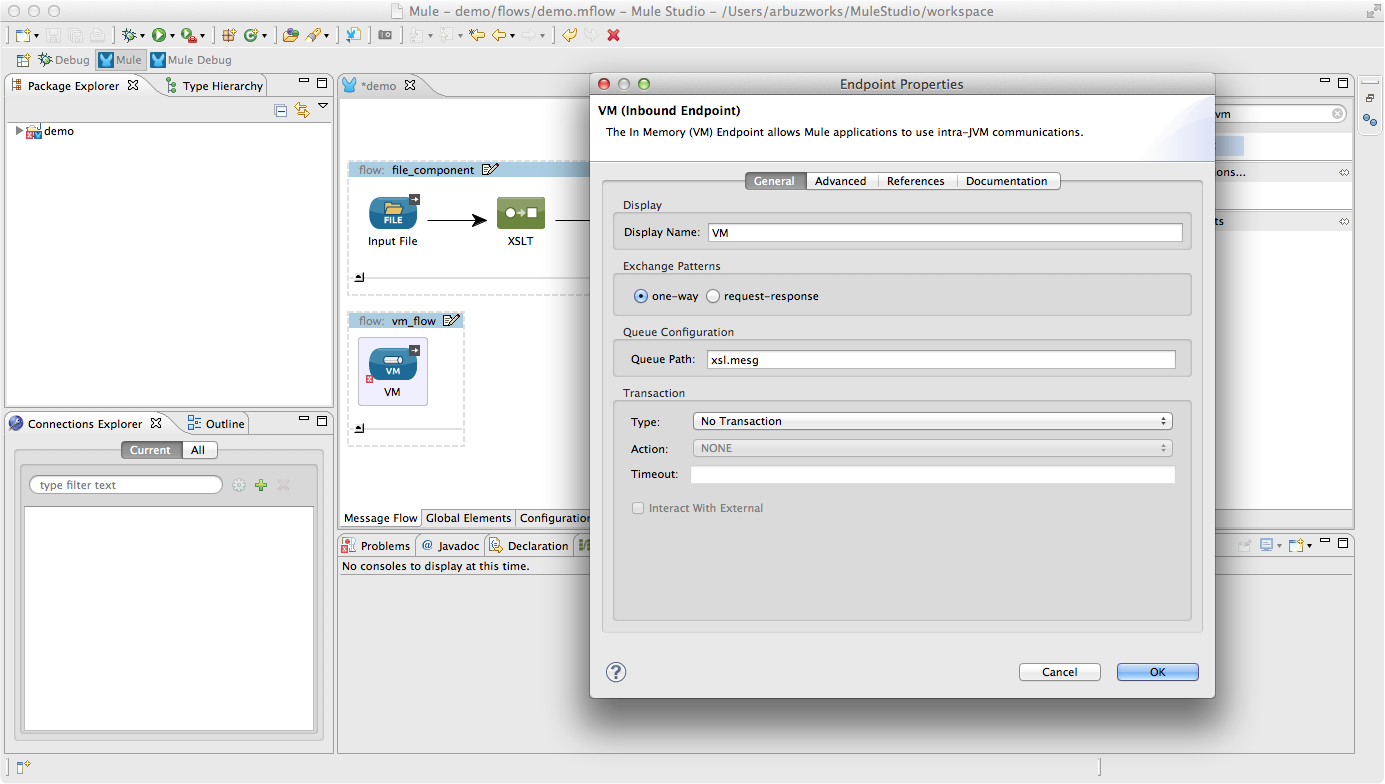 Mule – demo/flows/demo.mflow – Mule Studio – /Users/arbuzworks/MuleStudio/workspace
Debug Mule Mule Debug
Package Explorer Type Hierarchy
demo
Connections Explorer Outline
Current All
type filter text
*demo
flow: file_component
FILE
Input File XSLT
flow: vm_flow
VM
VM
Message Flow Global Elements Configuration
Problems @ Javadoc Declaration
No consoles to display at this time.
Endpoint Properties
VM (Inbound Endpoint)
The In Memory (VM) Endpoint allows Mule applications to use intra-JVM communications.
General Advanced References Documentation
Display
Display Name: VM
Exchange Patterns
one-way request-response
Queue Configuration
Queue Path: xsl.mesg
Transaction
Type: No Transaction
Action: NONE
Timeout:
Interact With External
? Cancel OK
vm
ons...
ts